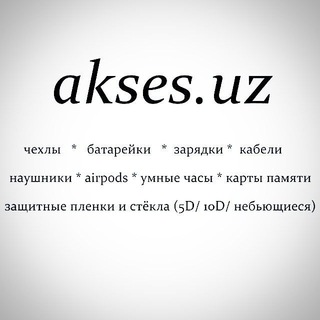 akses.uz
чехлы * батарейки * зарядки * кабели
наушники * airpods * умные часы * карты памяти
защитные пленки и стёкла (5D/ 10D/ небьющиеся)